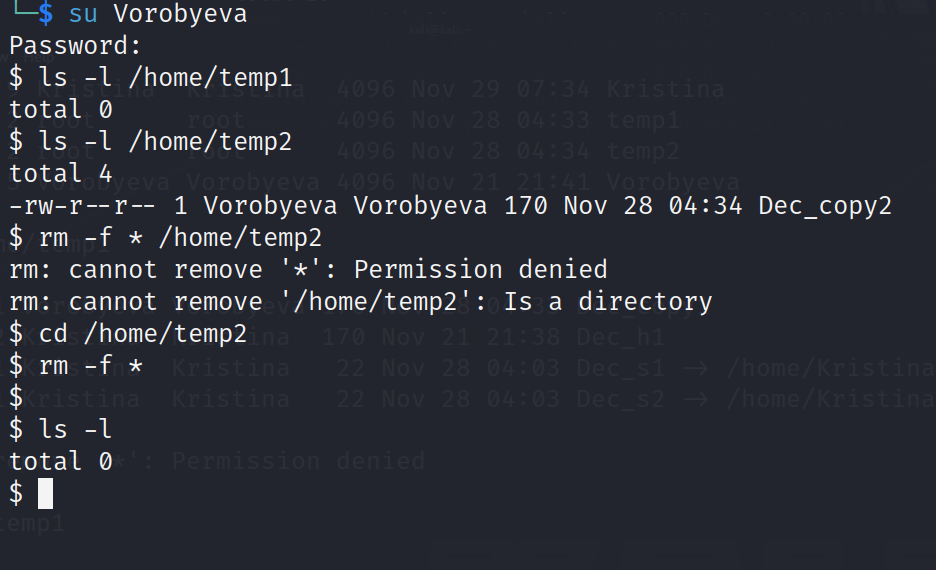 └─$ su Vorobyeva
Password:
$ ls -l /home/temp1
total 0
$ ls -l /home/temp2
total 4
-rw-r--r-- 1 Vorobyeva Vorobyeva 170 Nov 28 04:34 Dec_copy2
$ rm -f * /home/temp2
rm: cannot remove '*': Permission denied
rm: cannot remove '/home/temp2': Is a directory
$ cd /home/temp2
$ rm -f *
$
$ ls -l
total 0
$